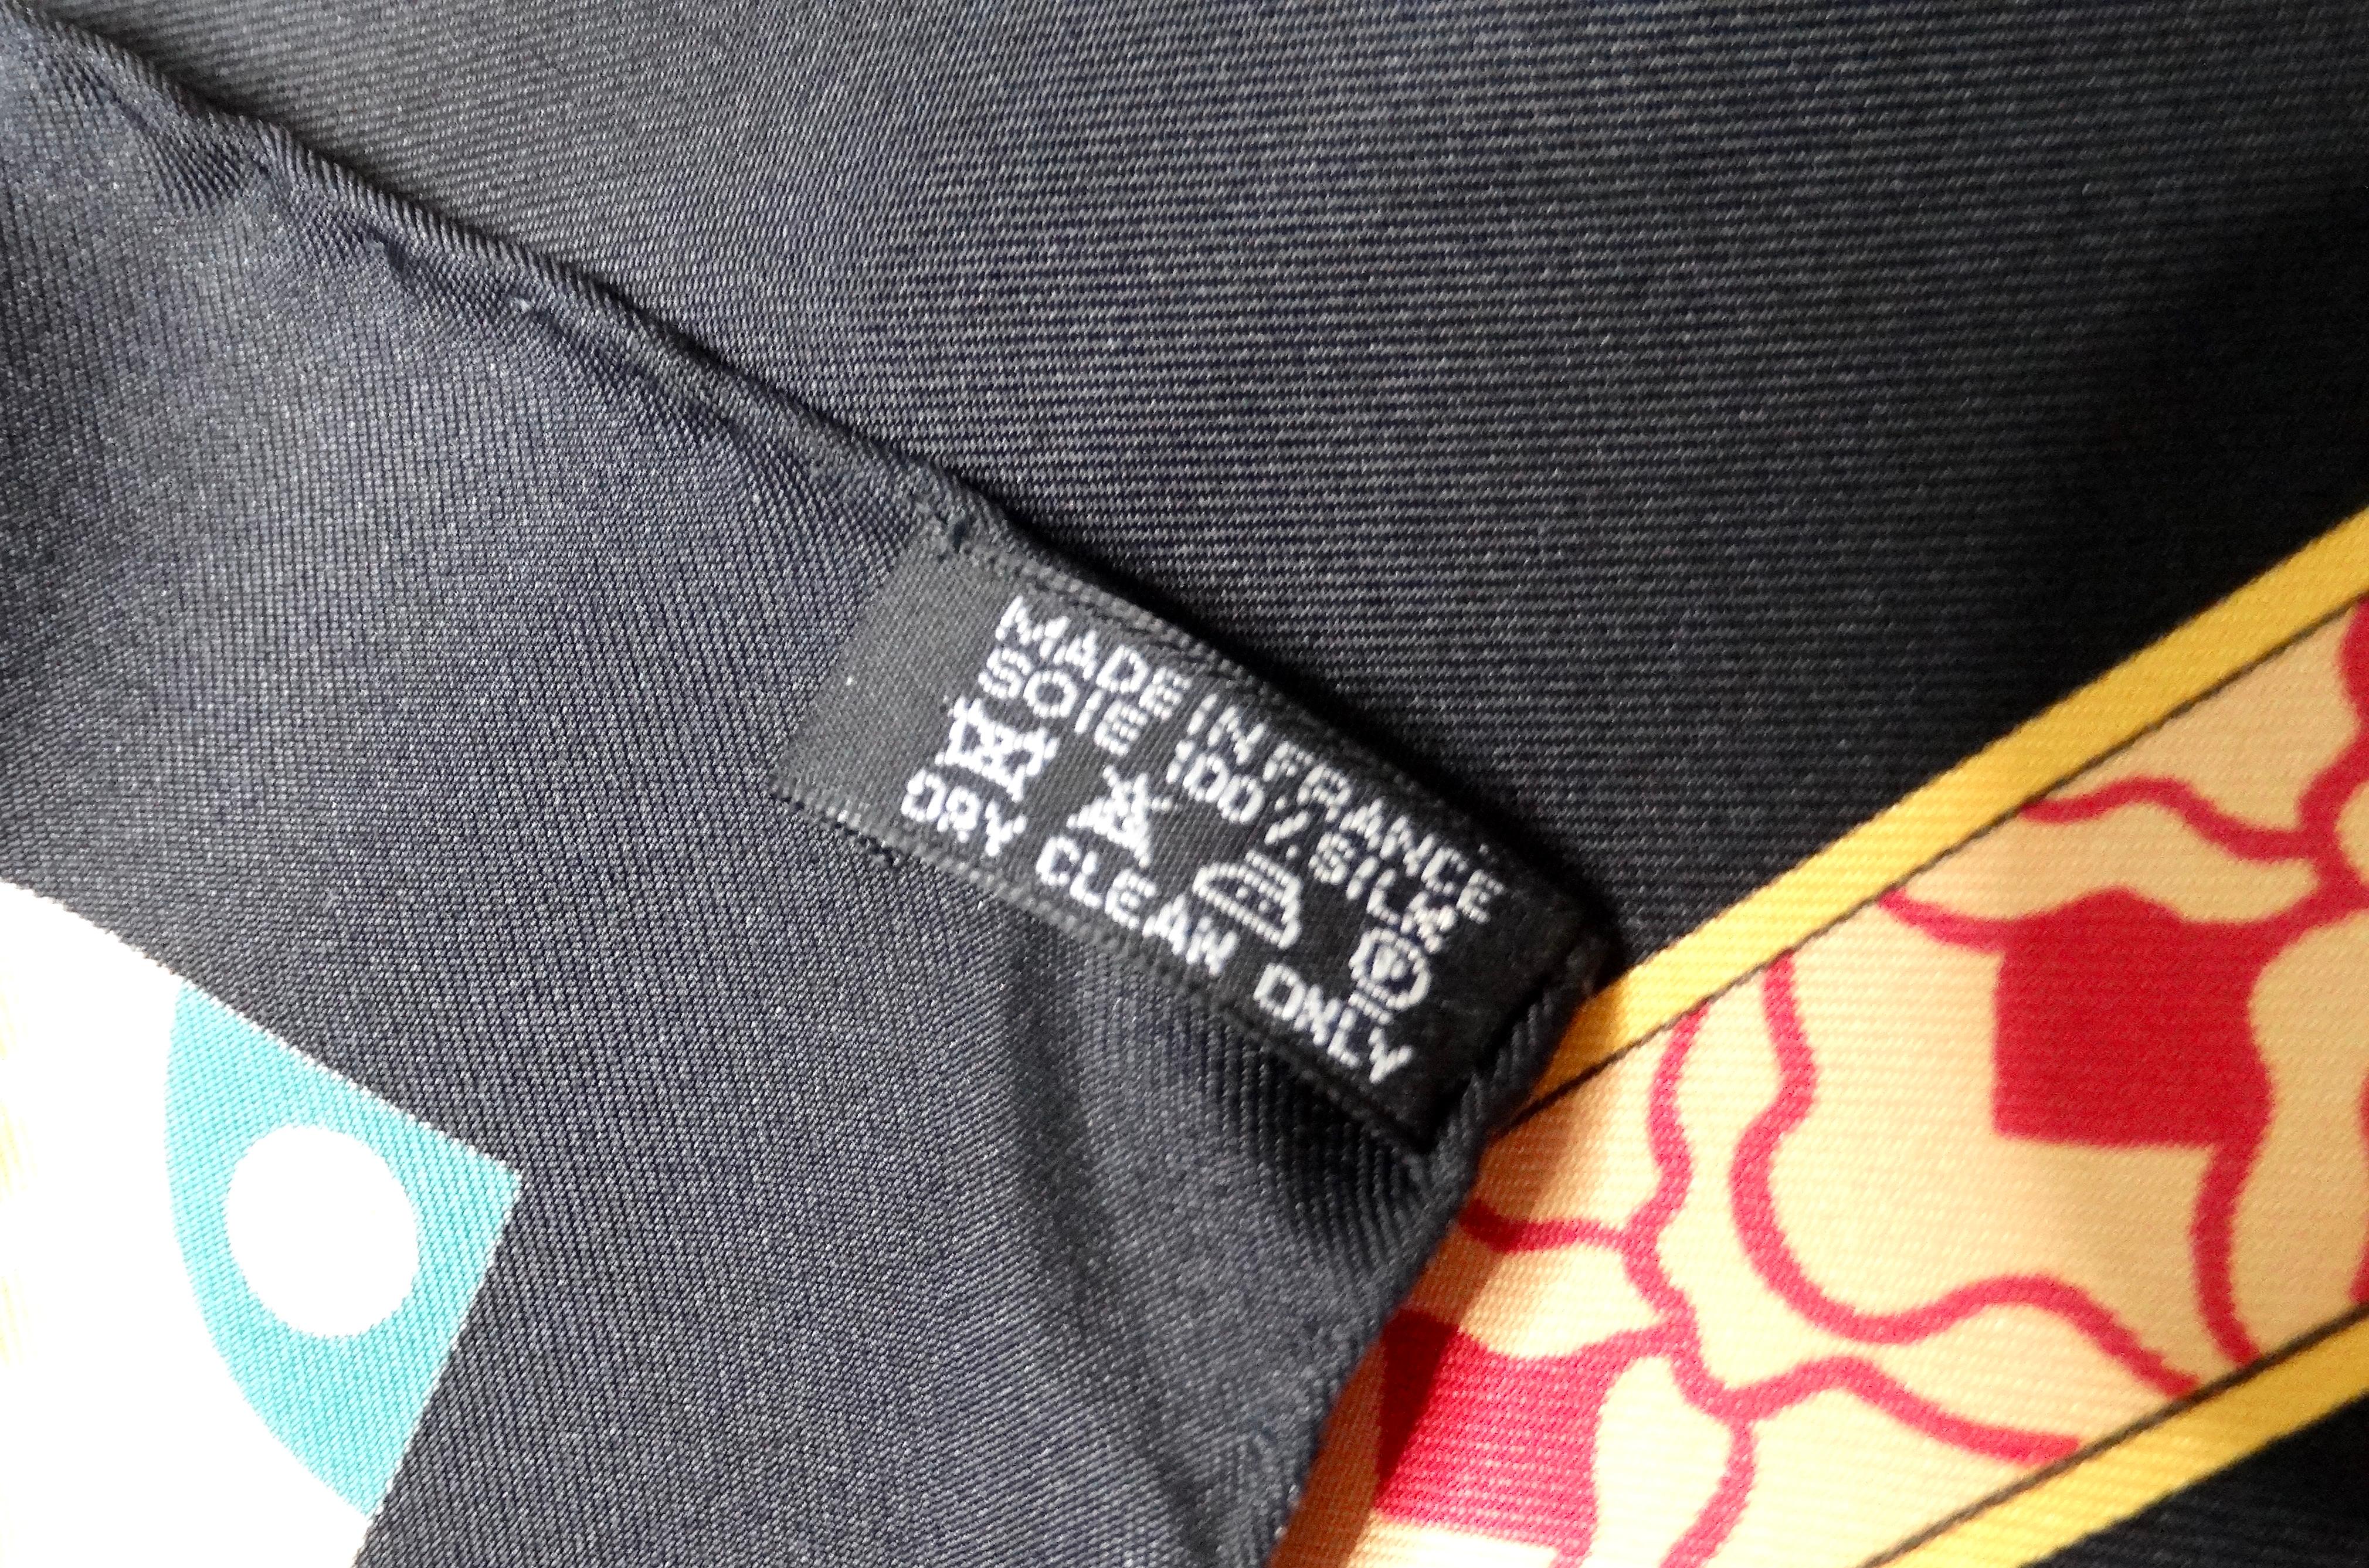 MADE IN FRANCE
SOIE 100% SILK
P
DRY CLEAN ONLY